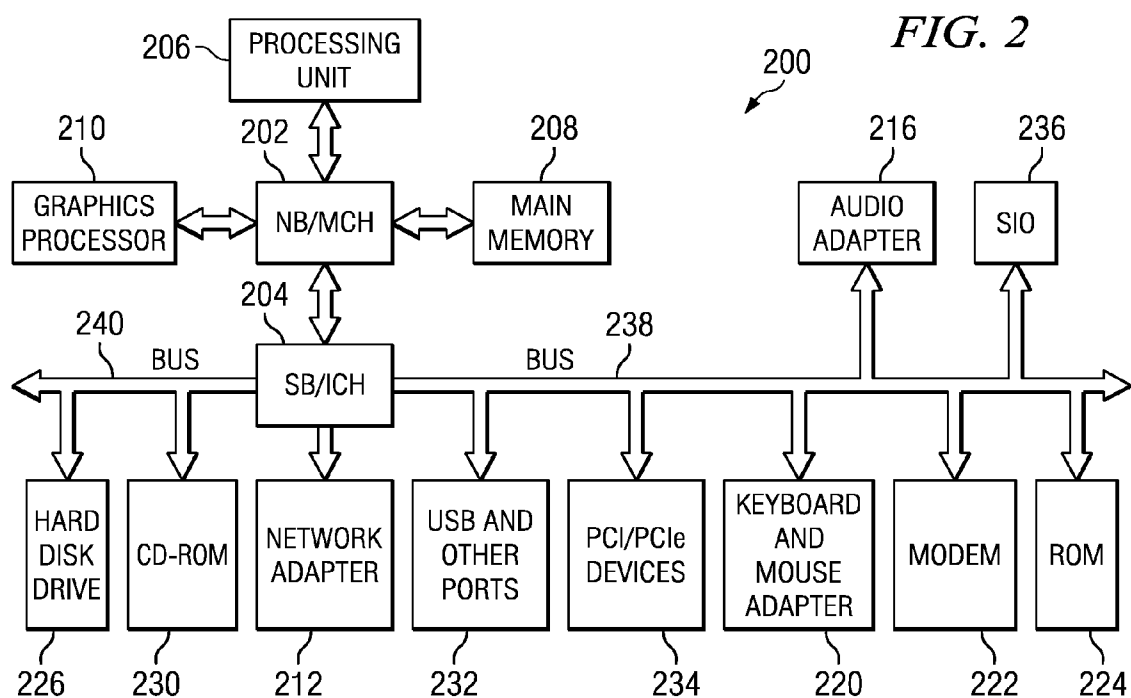 FIG. 2
200
206
PROCESSING
UNIT
210
202
208
216
236
GRAPHICS
PROCESSOR
NB/MCH
MAIN
MEMORY
AUDIO
ADAPTER
SIO
204
240
BUS
SB/ICH
BUS
238
HARD
DISK
DRIVE
CD-ROM
NETWORK
ADAPTER
USB AND
OTHER
PORTS
PCI/PCIe
DEVICES
KEYBOARD
AND
MOUSE
ADAPTER
MODEM
ROM
226
230
212
232
234
220
222
224